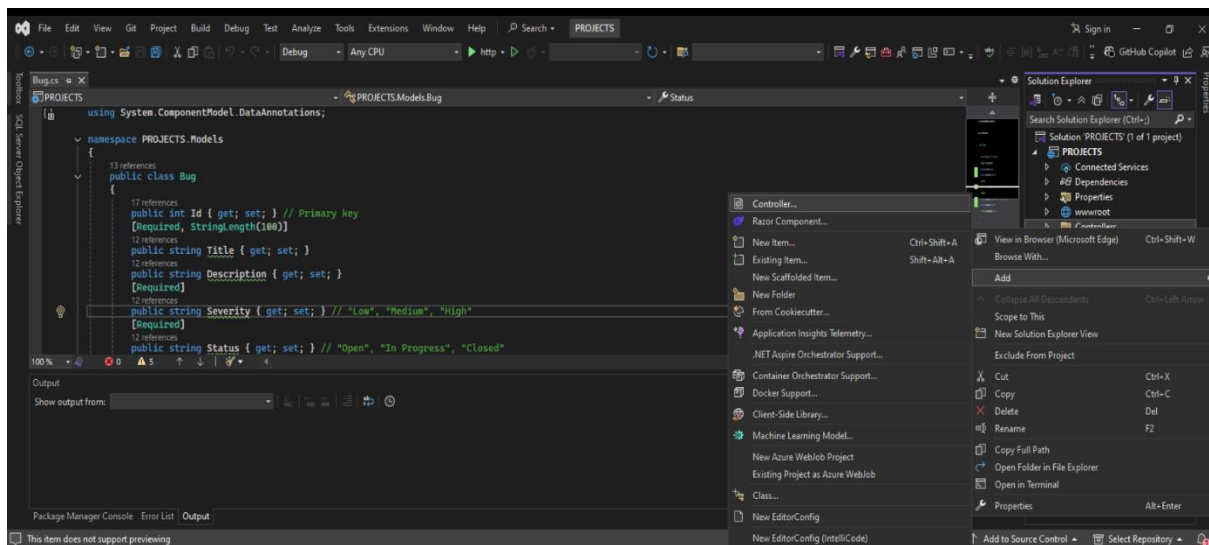 File Edit View Git Project Build Debug Test Analyze Tools Extensions Window Help Search PROJECTS Sign in
Debug Any CPU http GitHub Copilot
Toolbox
SQL Server Object Explorer
Bug.cs
PROJECTS PROJECTS.Models.Bug Status
using System.ComponentModel.DataAnnotations;
namespace PROJECTS.Models
{
13 references
public class Bug
{
17 references
public int Id { get; set; } // Primary key
[Required, StringLength(100)]
12 references
public string Title { get; set; }
12 references
public string Description { get; set; }
[Required]
12 references
public string Severity { get; set; } // "Low", "Medium", "High"
[Required]
12 references
public string Status { get; set; } // "Open", "In Progress", "Closed"
100 % 0 5
Output
Show output from:
Package Manager Console Error List Output
This item does not support previewing
Controller...
Razor Component...
New Item... Ctrl+Shift+A
Existing Item... Shift+Alt+A
New Scaffolded Item...
New Folder
From Cookiecutter...
Application Insights Telemetry...
.NET Aspire Orchestrator Support...
Container Orchestrator Support...
Docker Support...
Client-Side Library...
Machine Learning Model...
New Azure WebJob Project
Existing Project as Azure WebJob
Class...
New EditorConfig
New EditorConfig (IntelliCode)
Solution Explorer
Search Solution Explorer (Ctrl+;)
Solution 'PROJECTS' (1 of 1 project)
PROJECTS
Connected Services
Dependencies
Properties
wwwroot
Controllers
View in Browser (Microsoft Edge) Ctrl+Shift+W
Browse With...
Add
Collapse All Descendants Ctrl+Left Arrow
Scope to This
New Solution Explorer View
Exclude From Project
Cut Ctrl+X
Copy Ctrl+C
Delete Del
Rename F2
Copy Full Path
Open Folder in File Explorer
Open in Terminal
Properties Alt+Enter
Properties
Add to Source Control Select Repository